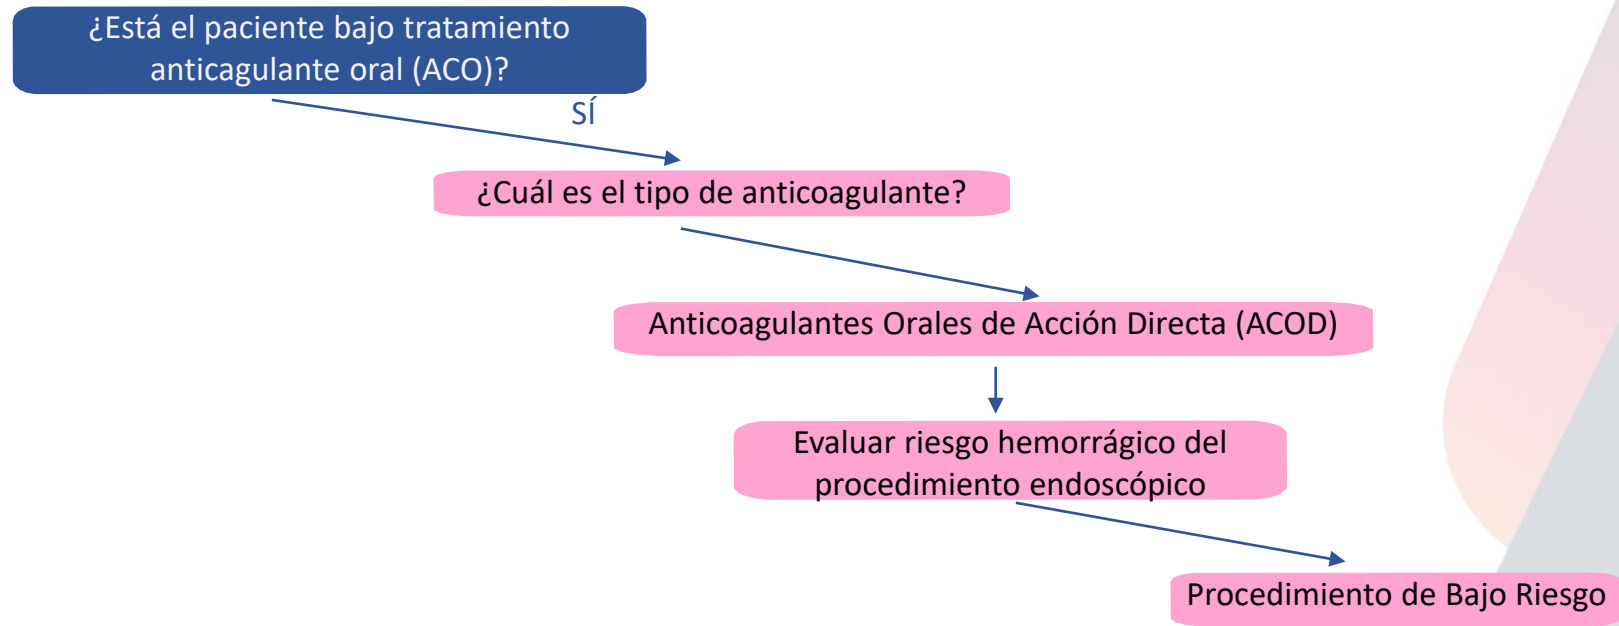 ¿Está el paciente bajo tratamiento
anticagulante oral (ACO)?
SÍ
¿Cuál es el tipo de anticoagulante?
Anticoagulantes Orales de Acción Directa (ACOD)
Evaluar riesgo hemorrágico del
procedimiento endoscópico
Procedimiento de Bajo Riesgo